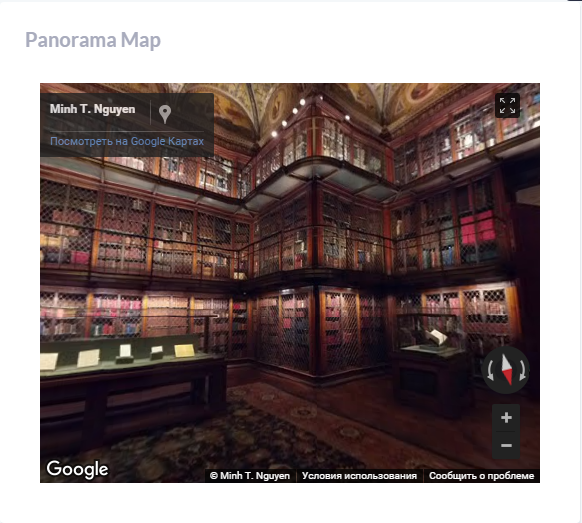 Panorama Map
Minh T. Nguyen
Посмотреть на Google Картах
Google
© Minh T. Nguyen
Условия использования
Сообщить о проблеме